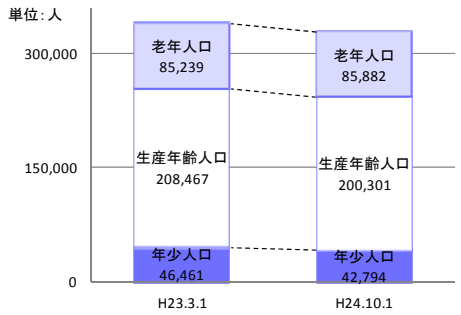 単位：人
300,000
150,000
0
老年人口
85,239
生産年齢人口
208,467
年少人口
46,461
H23.3.1
老年人口
85,882
生産年齢人口
200,301
年少人口
42,794
H24.10.1